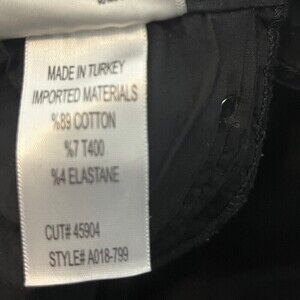 MADE IN TURKEY
IMPORTED MATERIALS
%89 COTTON
%7 T400
%4 ELASTANE
CUT# 45904
STYLE# A018-799